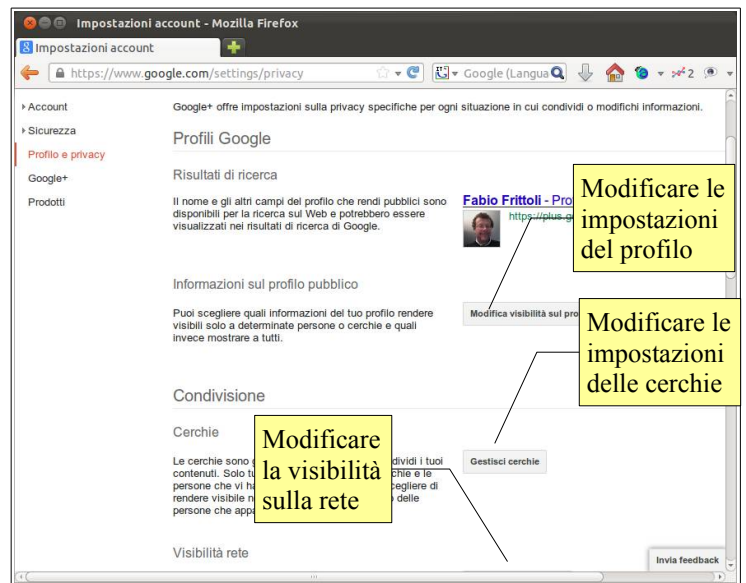 Impostazioni account - Mozilla Firefox
Impostazioni account
https://www.google.com/settings/privacy
Google (Langua
2
Account
Sicurezza
Profilo e privacy
Google+
Prodotti
Google+ offre impostazioni sulla privacy specifiche per ogni situazione in cui condividi o modifichi informazioni.
Profili Google
Risultati di ricerca
Il nome e gli altri campi del profilo che rendi pubblici sono
disponibili per la ricerca sul Web e potrebbero essere
visualizzati nei risultati di ricerca di Google.
Fabio Frittoli - Pro
https://plus.g
Modificare le
impostazioni
del profilo
Informazioni sul profilo pubblico
Puoi scegliere quali informazioni del tuo profilo rendere
visibili solo a determinate persone o cerchie e quali
invece mostrare a tutti.
Modifica visibilità sul pro
Modificare le
impostazioni
delle cerchie
Condivisione
Cerchie
Le cerchie sono dividi i tuoi
contenuti. Solo tu chie e le
persone che vi ha cegliere di
rendere visibile n delle
persone che appa
Gestisci cerchie
Modificare
la visibilità
sulla rete
Visibilità rete
Invia feedback